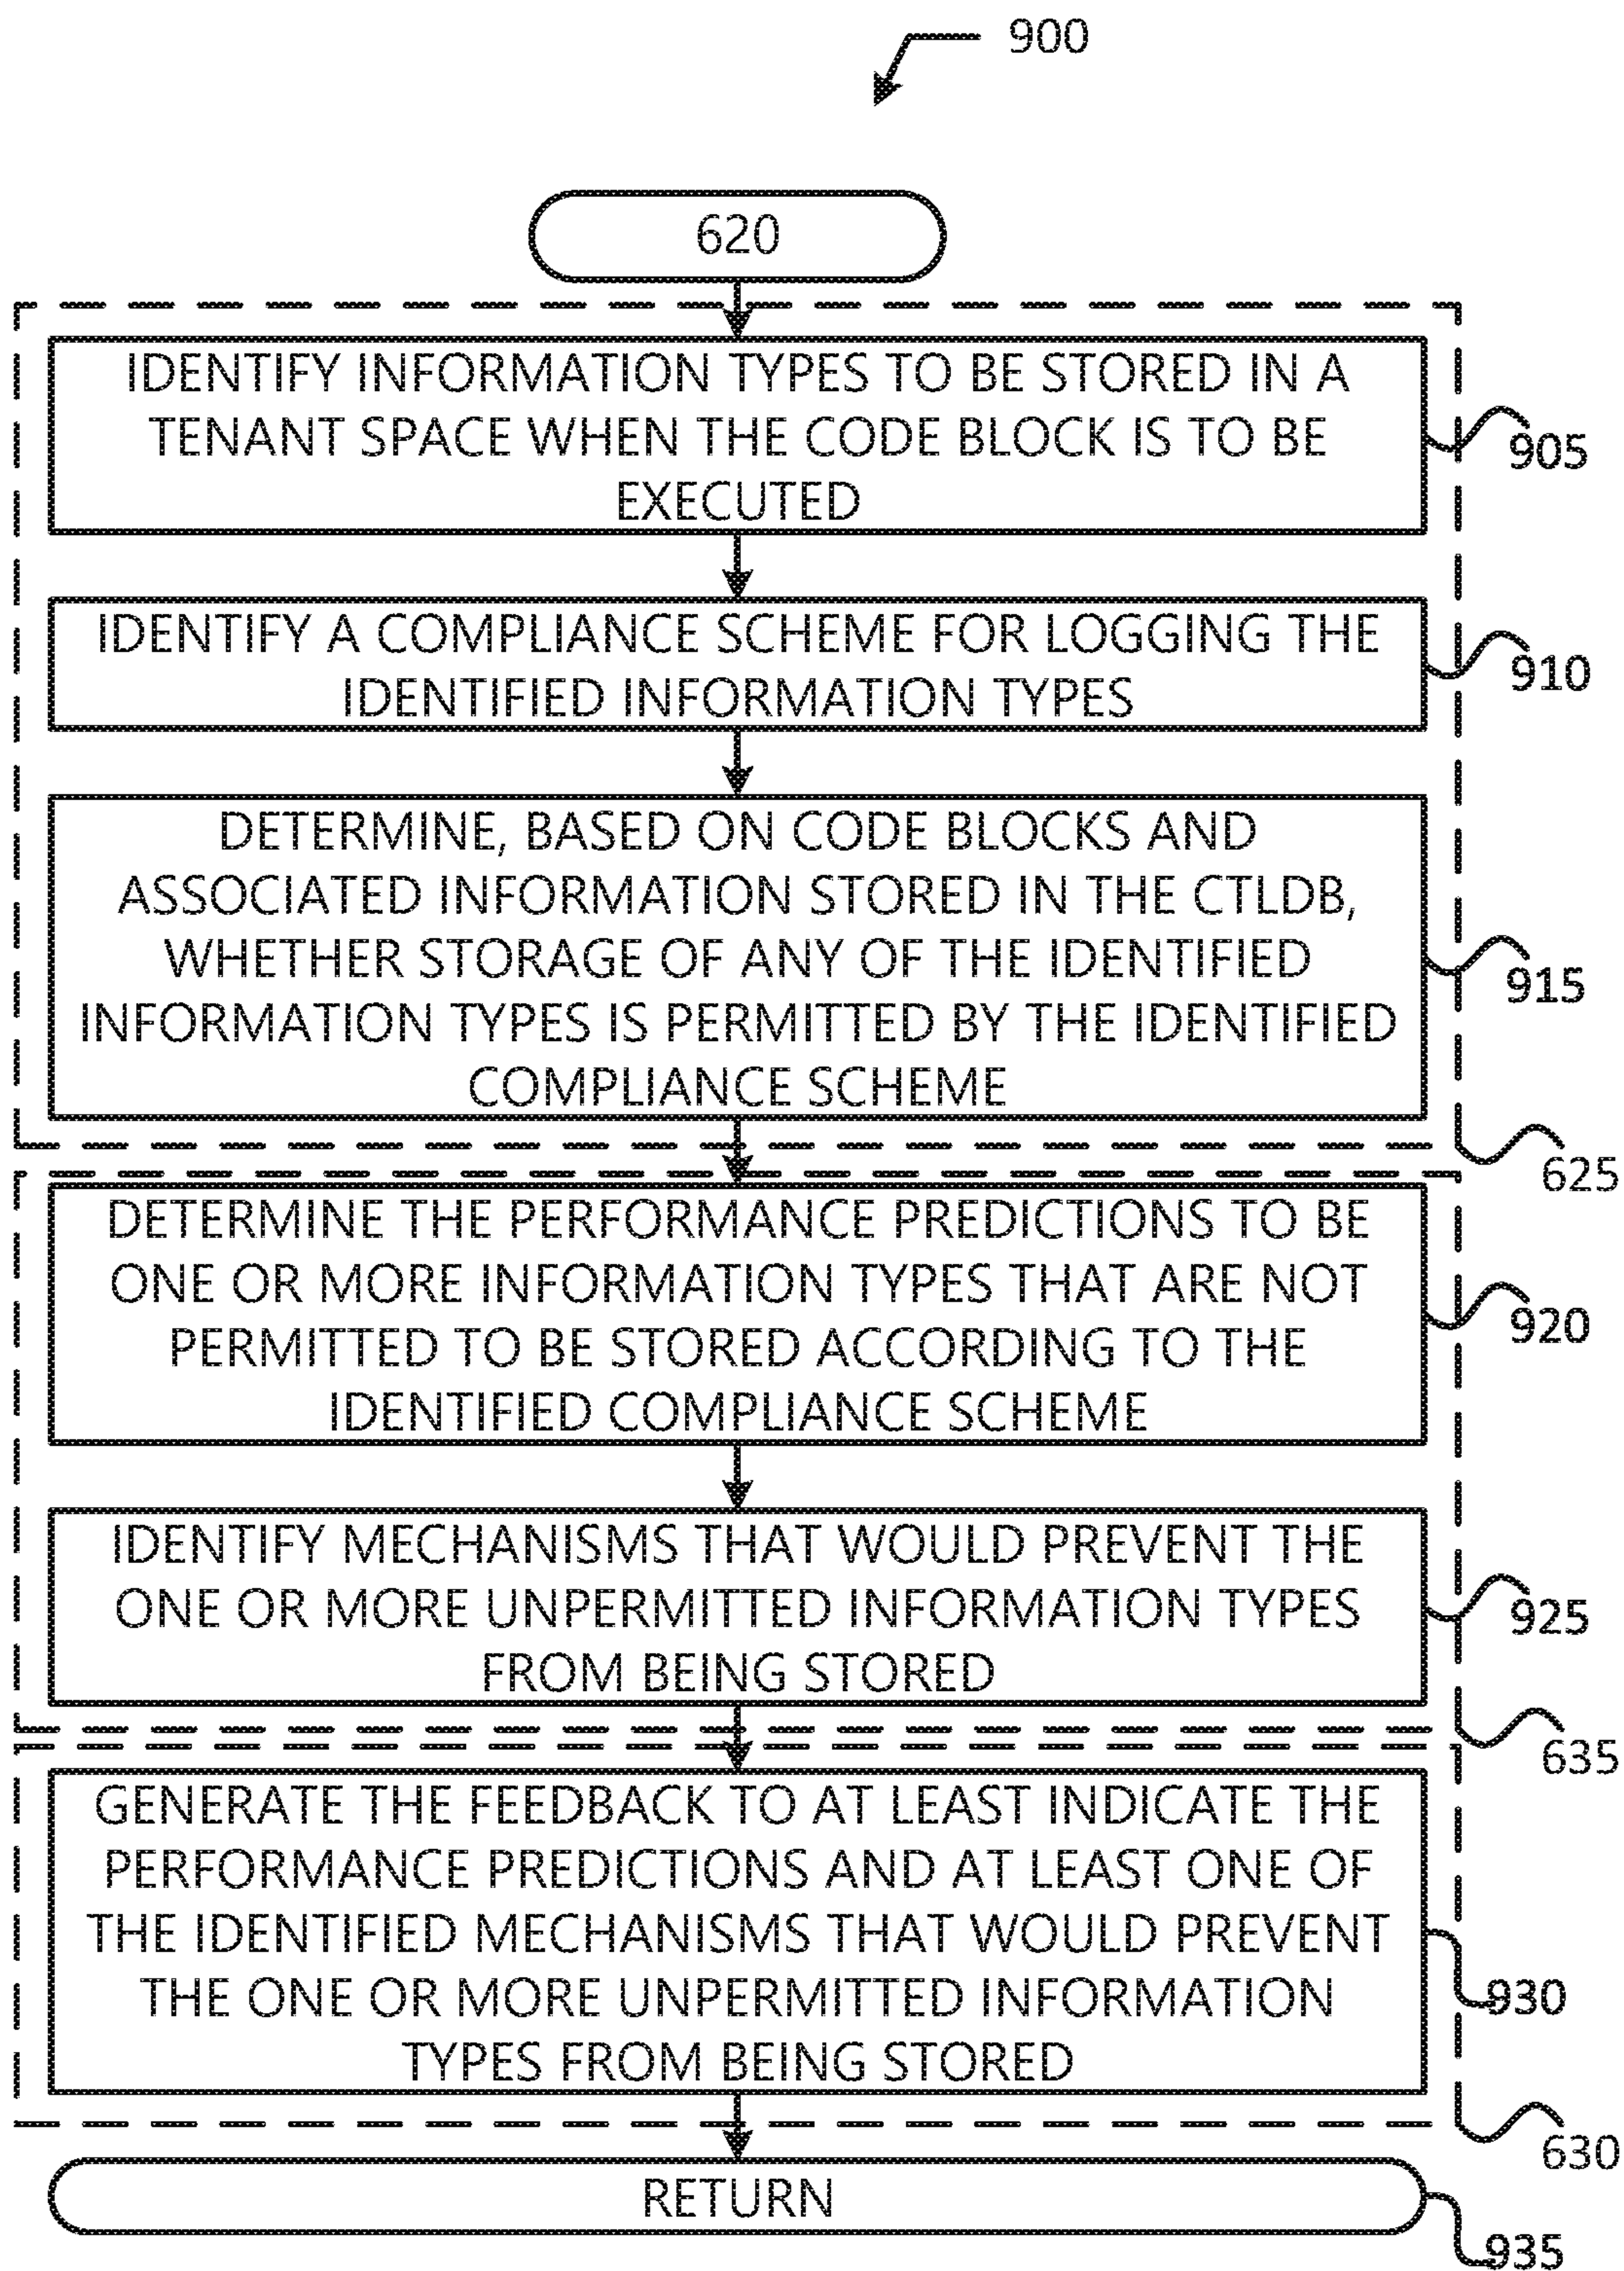 900
620
IDENTIFY INFORMATION TYPES TO BE STORED IN A
TENANT SPACE WHEN THE CODE BLOCK IS TO BE
EXECUTED
905
IDENTIFY A COMPLIANCE SCHEME FOR LOGGING THE
IDENTIFIED INFORMATION TYPES
910
DETERMINE, BASED ON CODE BLOCKS AND
ASSOCIATED INFORMATION STORED IN THE CTLDB,
WHETHER STORAGE OF ANY OF THE IDENTIFIED
INFORMATION TYPES IS PERMITTED BY THE IDENTIFIED
COMPLIANCE SCHEME
915
625
DETERMINE THE PERFORMANCE PREDICTIONS TO BE
ONE OR MORE INFORMATION TYPES THAT ARE NOT
PERMITTED TO BE STORED ACCORDING TO THE
IDENTIFIED COMPLIANCE SCHEME
920
IDENTIFY MECHANISMS THAT WOULD PREVENT THE
ONE OR MORE UNPERMITTED INFORMATION TYPES
FROM BEING STORED
925
635
GENERATE THE FEEDBACK TO AT LEAST INDICATE THE
PERFORMANCE PREDICTIONS AND AT LEAST ONE OF
THE IDENTIFIED MECHANISMS THAT WOULD PREVENT
THE ONE OR MORE UNPERMITTED INFORMATION
TYPES FROM BEING STORED
930
630
RETURN
935